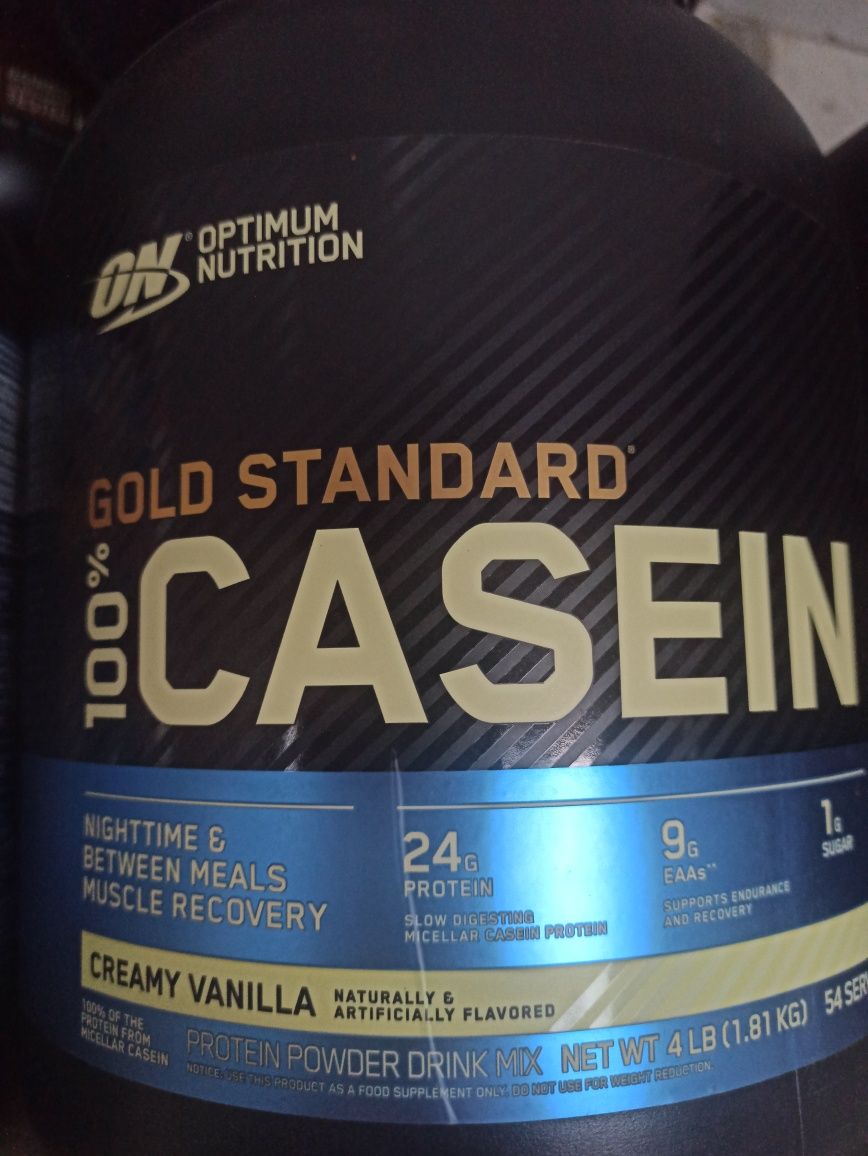 ON® OPTIMUM
NUTRITION
GOLD STANDARD®
100% CASEIN
NIGHTTIME &
BETWEEN MEALS
MUSCLE RECOVERY
24G
PROTEIN
SLOW DIGESTING
MICELLAR CASEIN PROTEIN
9G
EAAs**
SUPPORTS ENDURANCE
AND RECOVERY
1G
SUGAR
CREAMY VANILLA
NATURALLY &
ARTIFICIALLY FLAVORED
100% OF THE
PROTEIN FROM
MICELLAR CASEIN
PROTEIN POWDER DRINK MIX NET WT 4 LB (1.81 KG) 54 SER
NOTICE: USE THIS PRODUCT AS A FOOD SUPPLEMENT ONLY. DO NOT USE FOR WEIGHT REDUCTION.